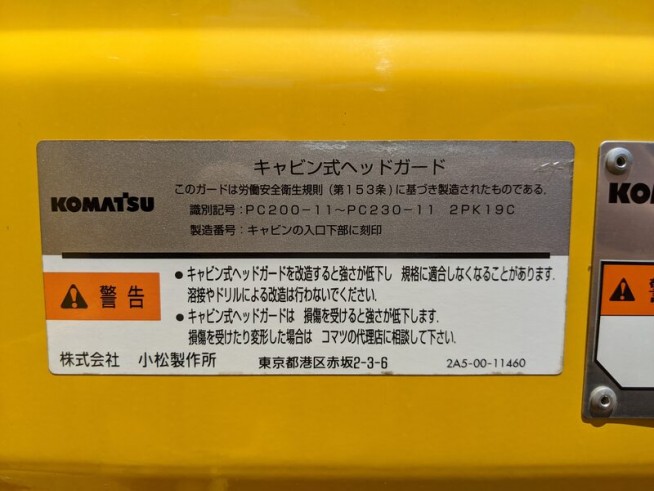 キャビン式ヘッドガード
このガードは労働安全衛生規則(第153条)に基づき製造されたものである.
KOMATSU
識別記号:PC200-11~PC230-11 2PK19C
製造番号:キャビンの入口下部に刻印
警告
●キャビン式ヘッドガードを改造すると強さが低下し 規格に適合しなくなることがあります.
溶接やドリルによる改造は行わないでください.
●キャビン式ヘッドガードは 損傷を受けると強さが低下します.
損傷を受けたり変形した場合は コマツの代理店に相談して下さい.
株式会社 小松製作所 東京都港区赤坂2-3-6 2A5-00-11460
KO